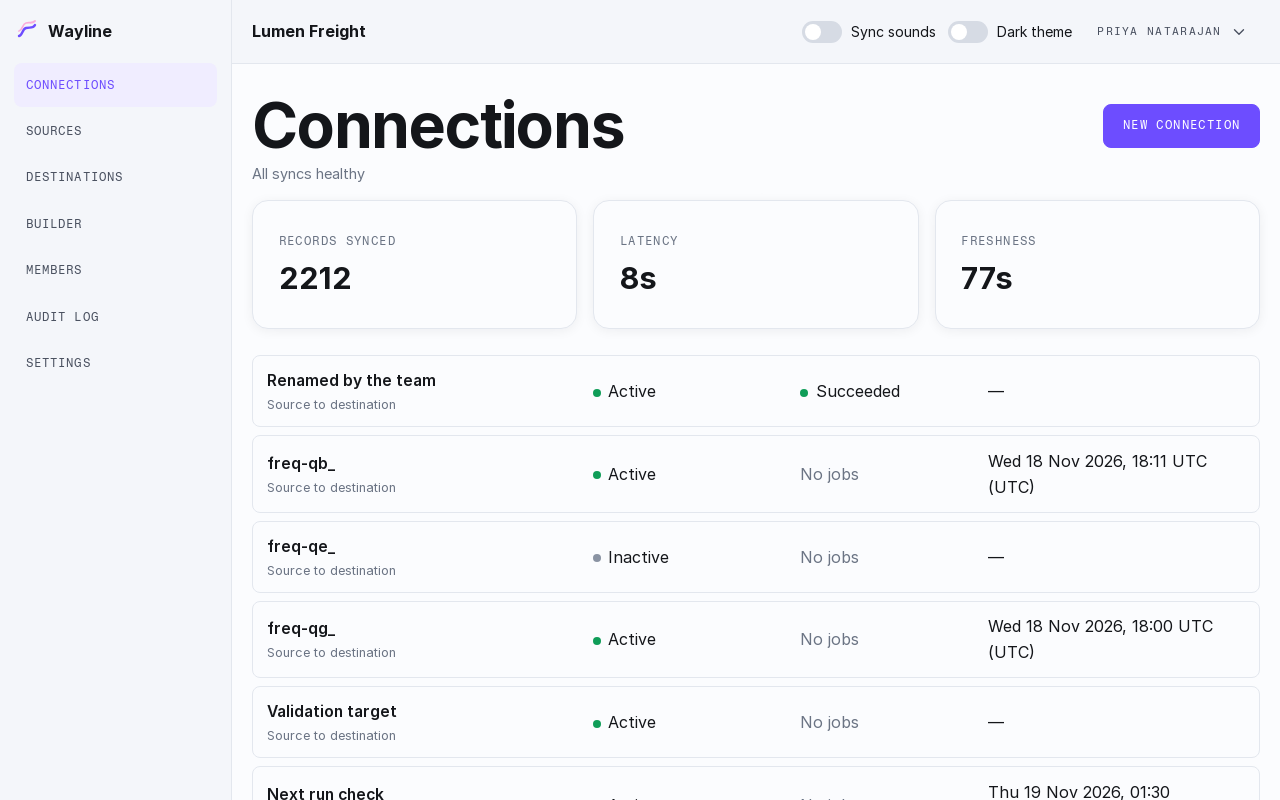 Wayline
Lumen Freight
Sync sounds
Dark theme
PRIYA NATARAJAN
CONNECTIONS
SOURCES
DESTINATIONS
BUILDER
MEMBERS
AUDIT LOG
SETTINGS
Connections
NEW CONNECTION
All syncs healthy
RECORDS SYNCED
2212
LATENCY
8s
FRESHNESS
77s
Renamed by the team
Source to destination
Active
Succeeded
—
freq-qb_
Source to destination
Active
No jobs
Wed 18 Nov 2026, 18:11 UTC
(UTC)
freq-qe_
Source to destination
Inactive
No jobs
—
freq-qg_
Source to destination
Active
No jobs
Wed 18 Nov 2026, 18:00 UTC
(UTC)
Validation target
Source to destination
Active
No jobs
—
Next run check
Thu 19 Nov 2026, 01:30